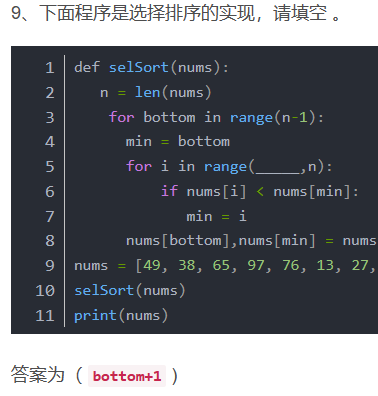 9、下面程序是选择排序的实现，请填空 。
1 def selSort(nums):
2 n = len(nums)
3 for bottom in range(n-1):
4 min = bottom
5 for i in range(_____,n):
6 if nums[i] < nums[min]:
7 min = i
8 nums[bottom],nums[min] = nums
9 nums = [49, 38, 65, 97, 76, 13, 27,
10 selSort(nums)
11 print(nums)
答案为（ bottom+1 ）